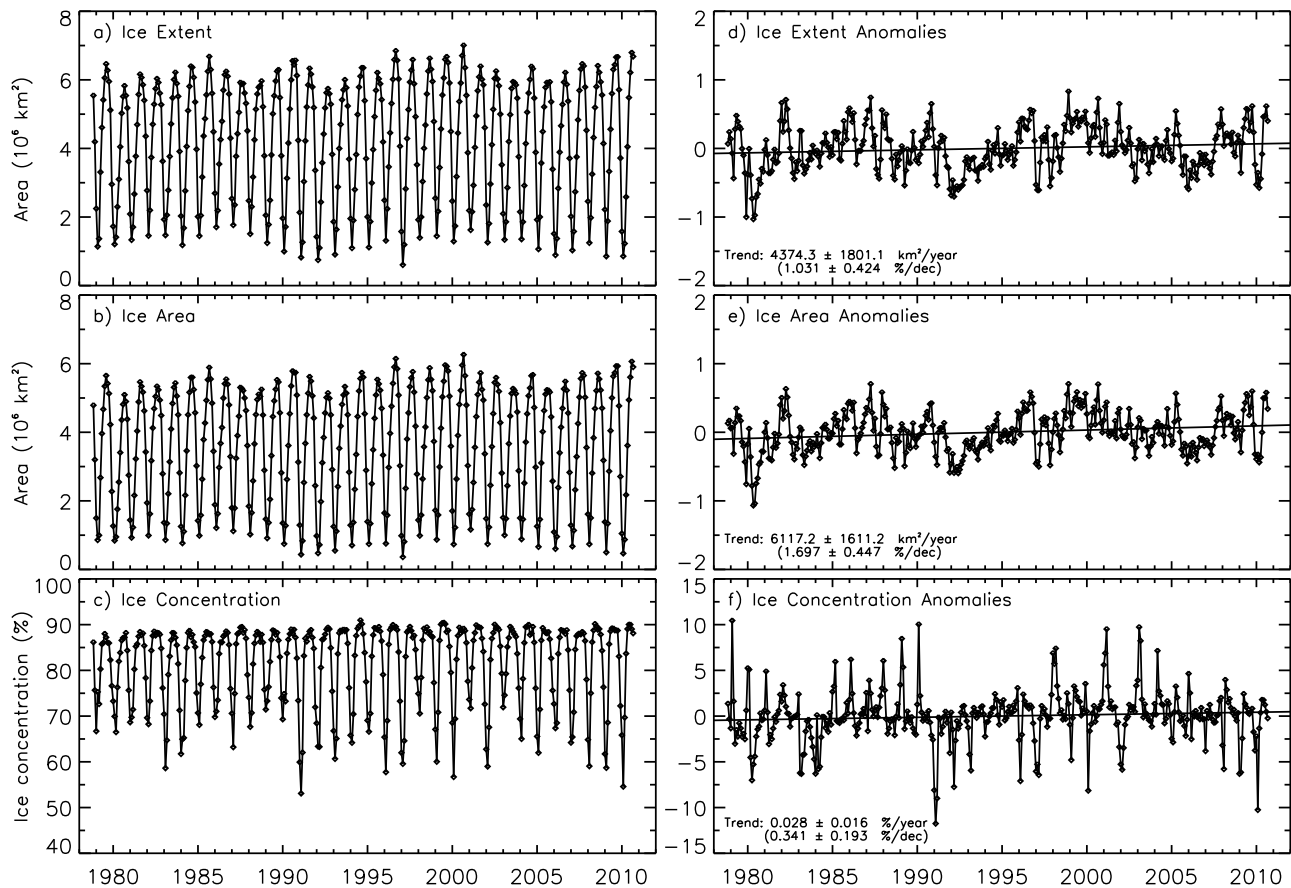 a) Ice Extent
8
6
4
2
0
Area (10⁶ km²)
d) Ice Extent Anomalies
2
1
0
−1
−2
Trend: 4374.3 ± 1801.1 km²/year
(1.031 ± 0.424 %/dec)
b) Ice Area
8
6
4
2
0
Area (10⁶ km²)
e) Ice Area Anomalies
2
1
0
−1
−2
Trend: 6117.2 ± 1611.2 km²/year
(1.697 ± 0.447 %/dec)
c) Ice Concentration
100
90
80
70
60
50
40
Ice concentration (%)
1980 1985 1990 1995 2000 2005 2010
f) Ice Concentration Anomalies
15
10
5
0
−5
−10
−15
Trend: 0.028 ± 0.016 %/year
(0.341 ± 0.193 %/dec)
1980 1985 1990 1995 2000 2005 2010